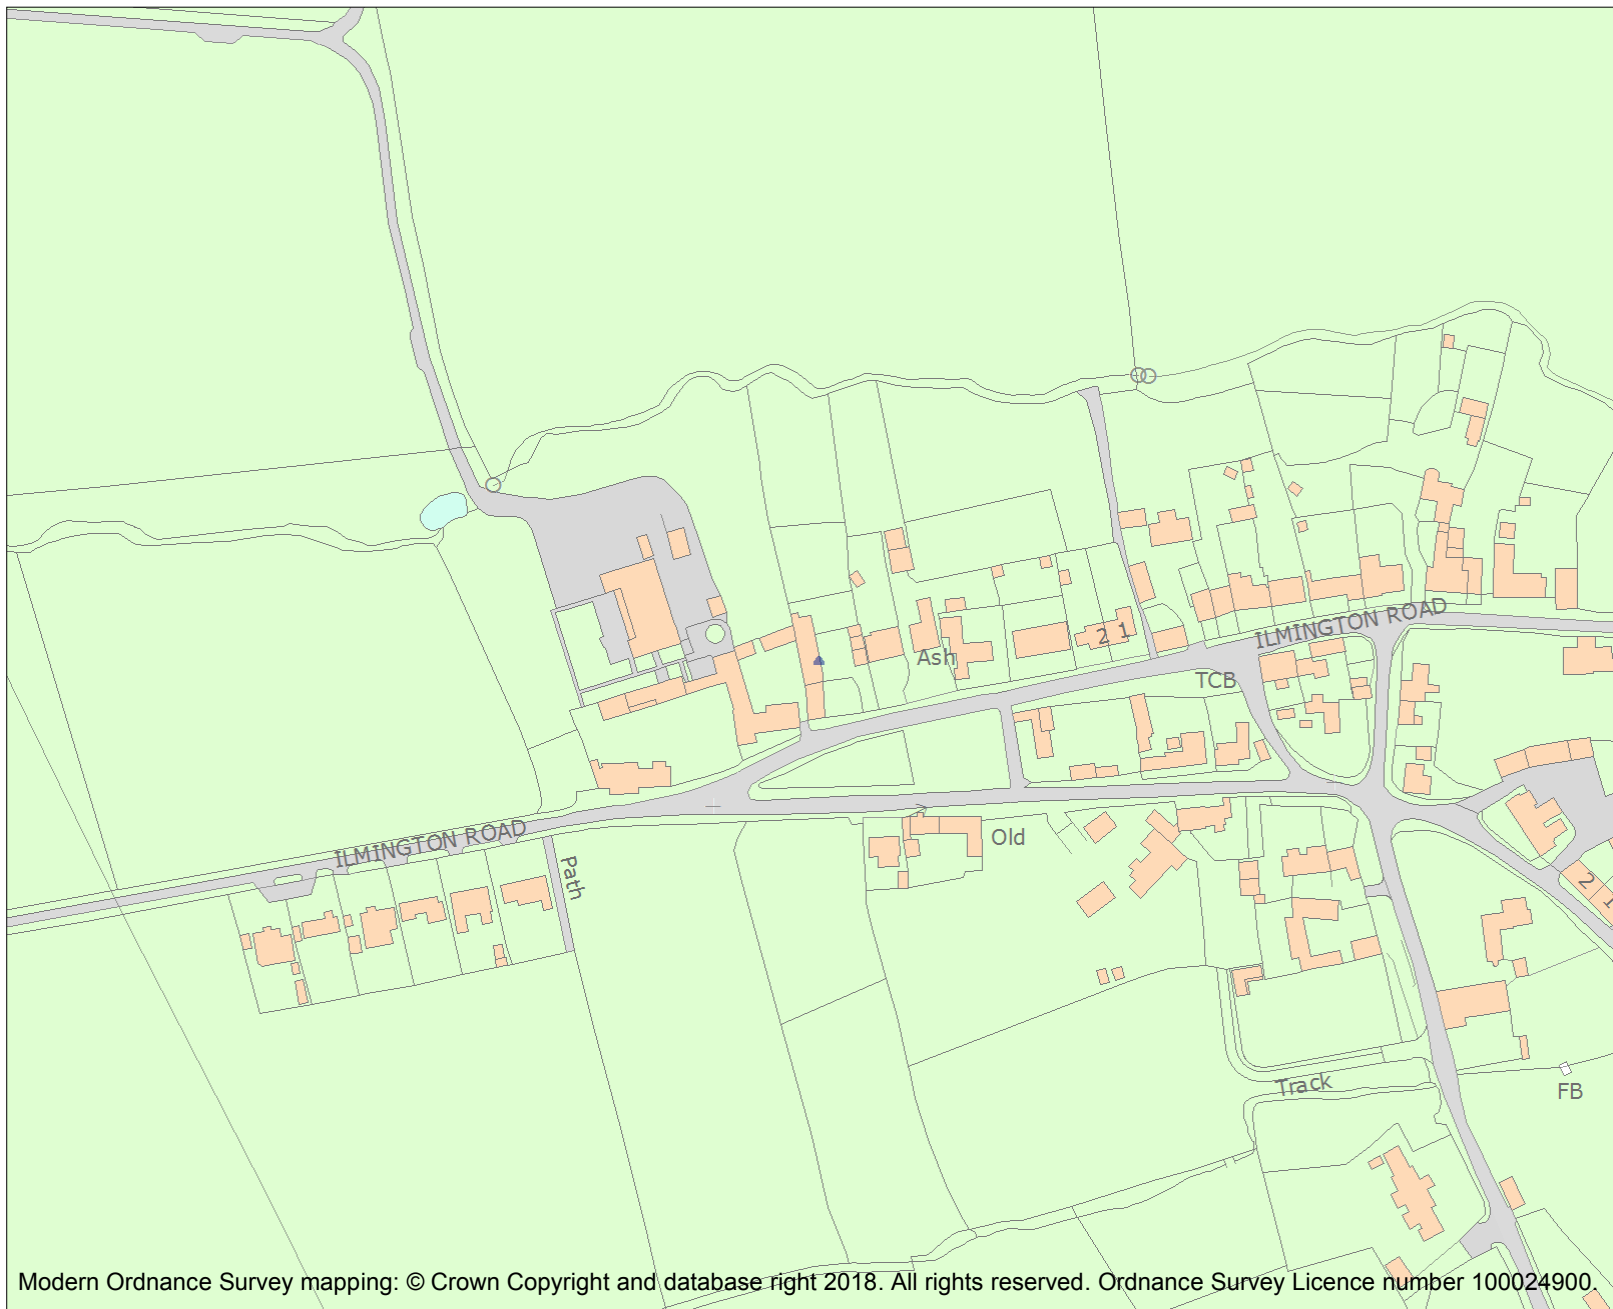 ILMINGTON ROAD
Ash
TCB
2 1
ILMINGTON ROAD
Old
Path
2
1
Track
FB
Modern Ordnance Survey mapping: © Crown Copyright and database right 2018. All rights reserved. Ordnance Survey Licence number 100024900.